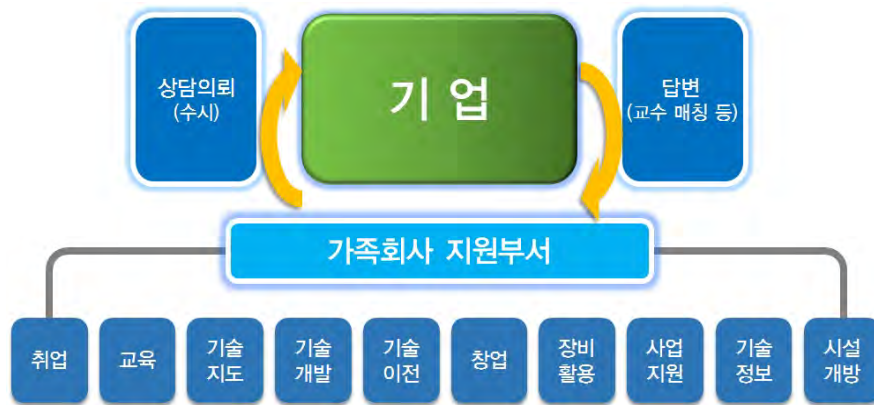 상담의뢰
(수시)
기 업
답변
(교수 매칭 등)
가족회사 지원부서
취업
교육
기술
지도
기술
개발
기술
이전
창업
장비
활용
사업
지원
기술
정보
시설
개방